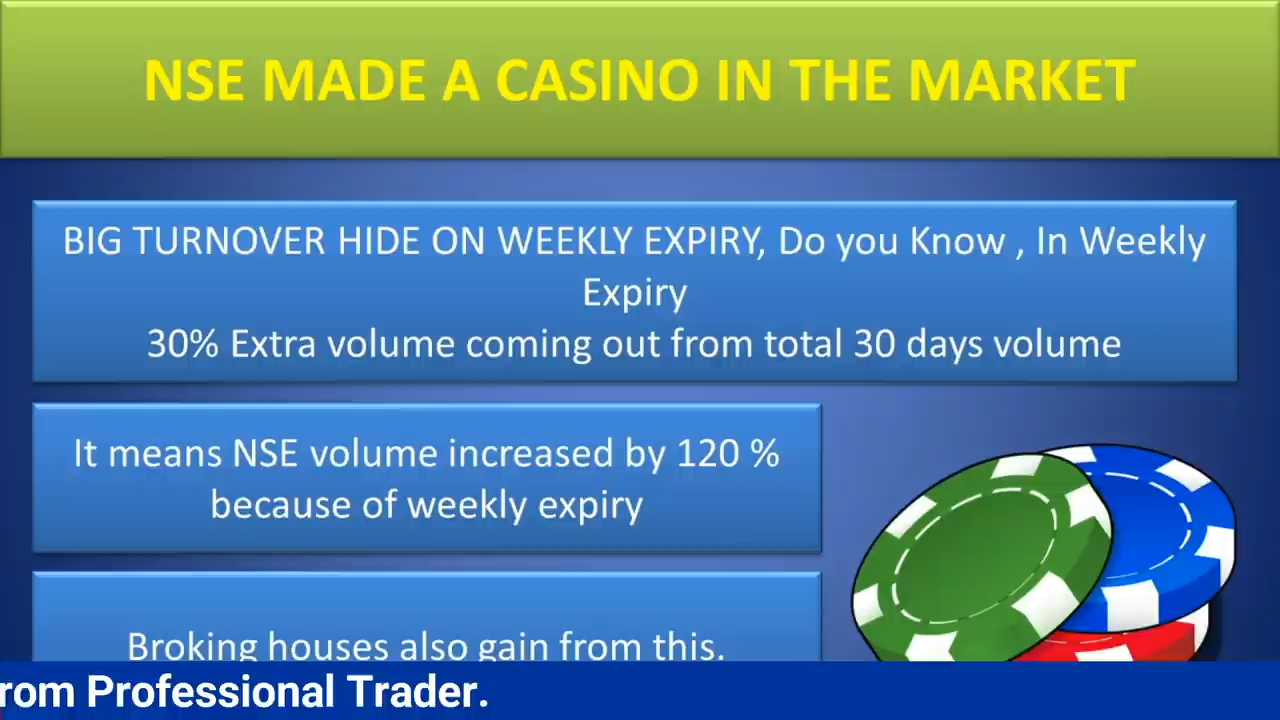 NSE MADE A CASINO IN THE MARKET
BIG TURNOVER HIDE ON WEEKLY EXPIRY, Do you Know , In Weekly
Expiry
30% Extra volume coming out from total 30 days volume
It means NSE volume increased by 120 %
because of weekly expiry
Broking houses also gain from this.
rom Professional Trader.